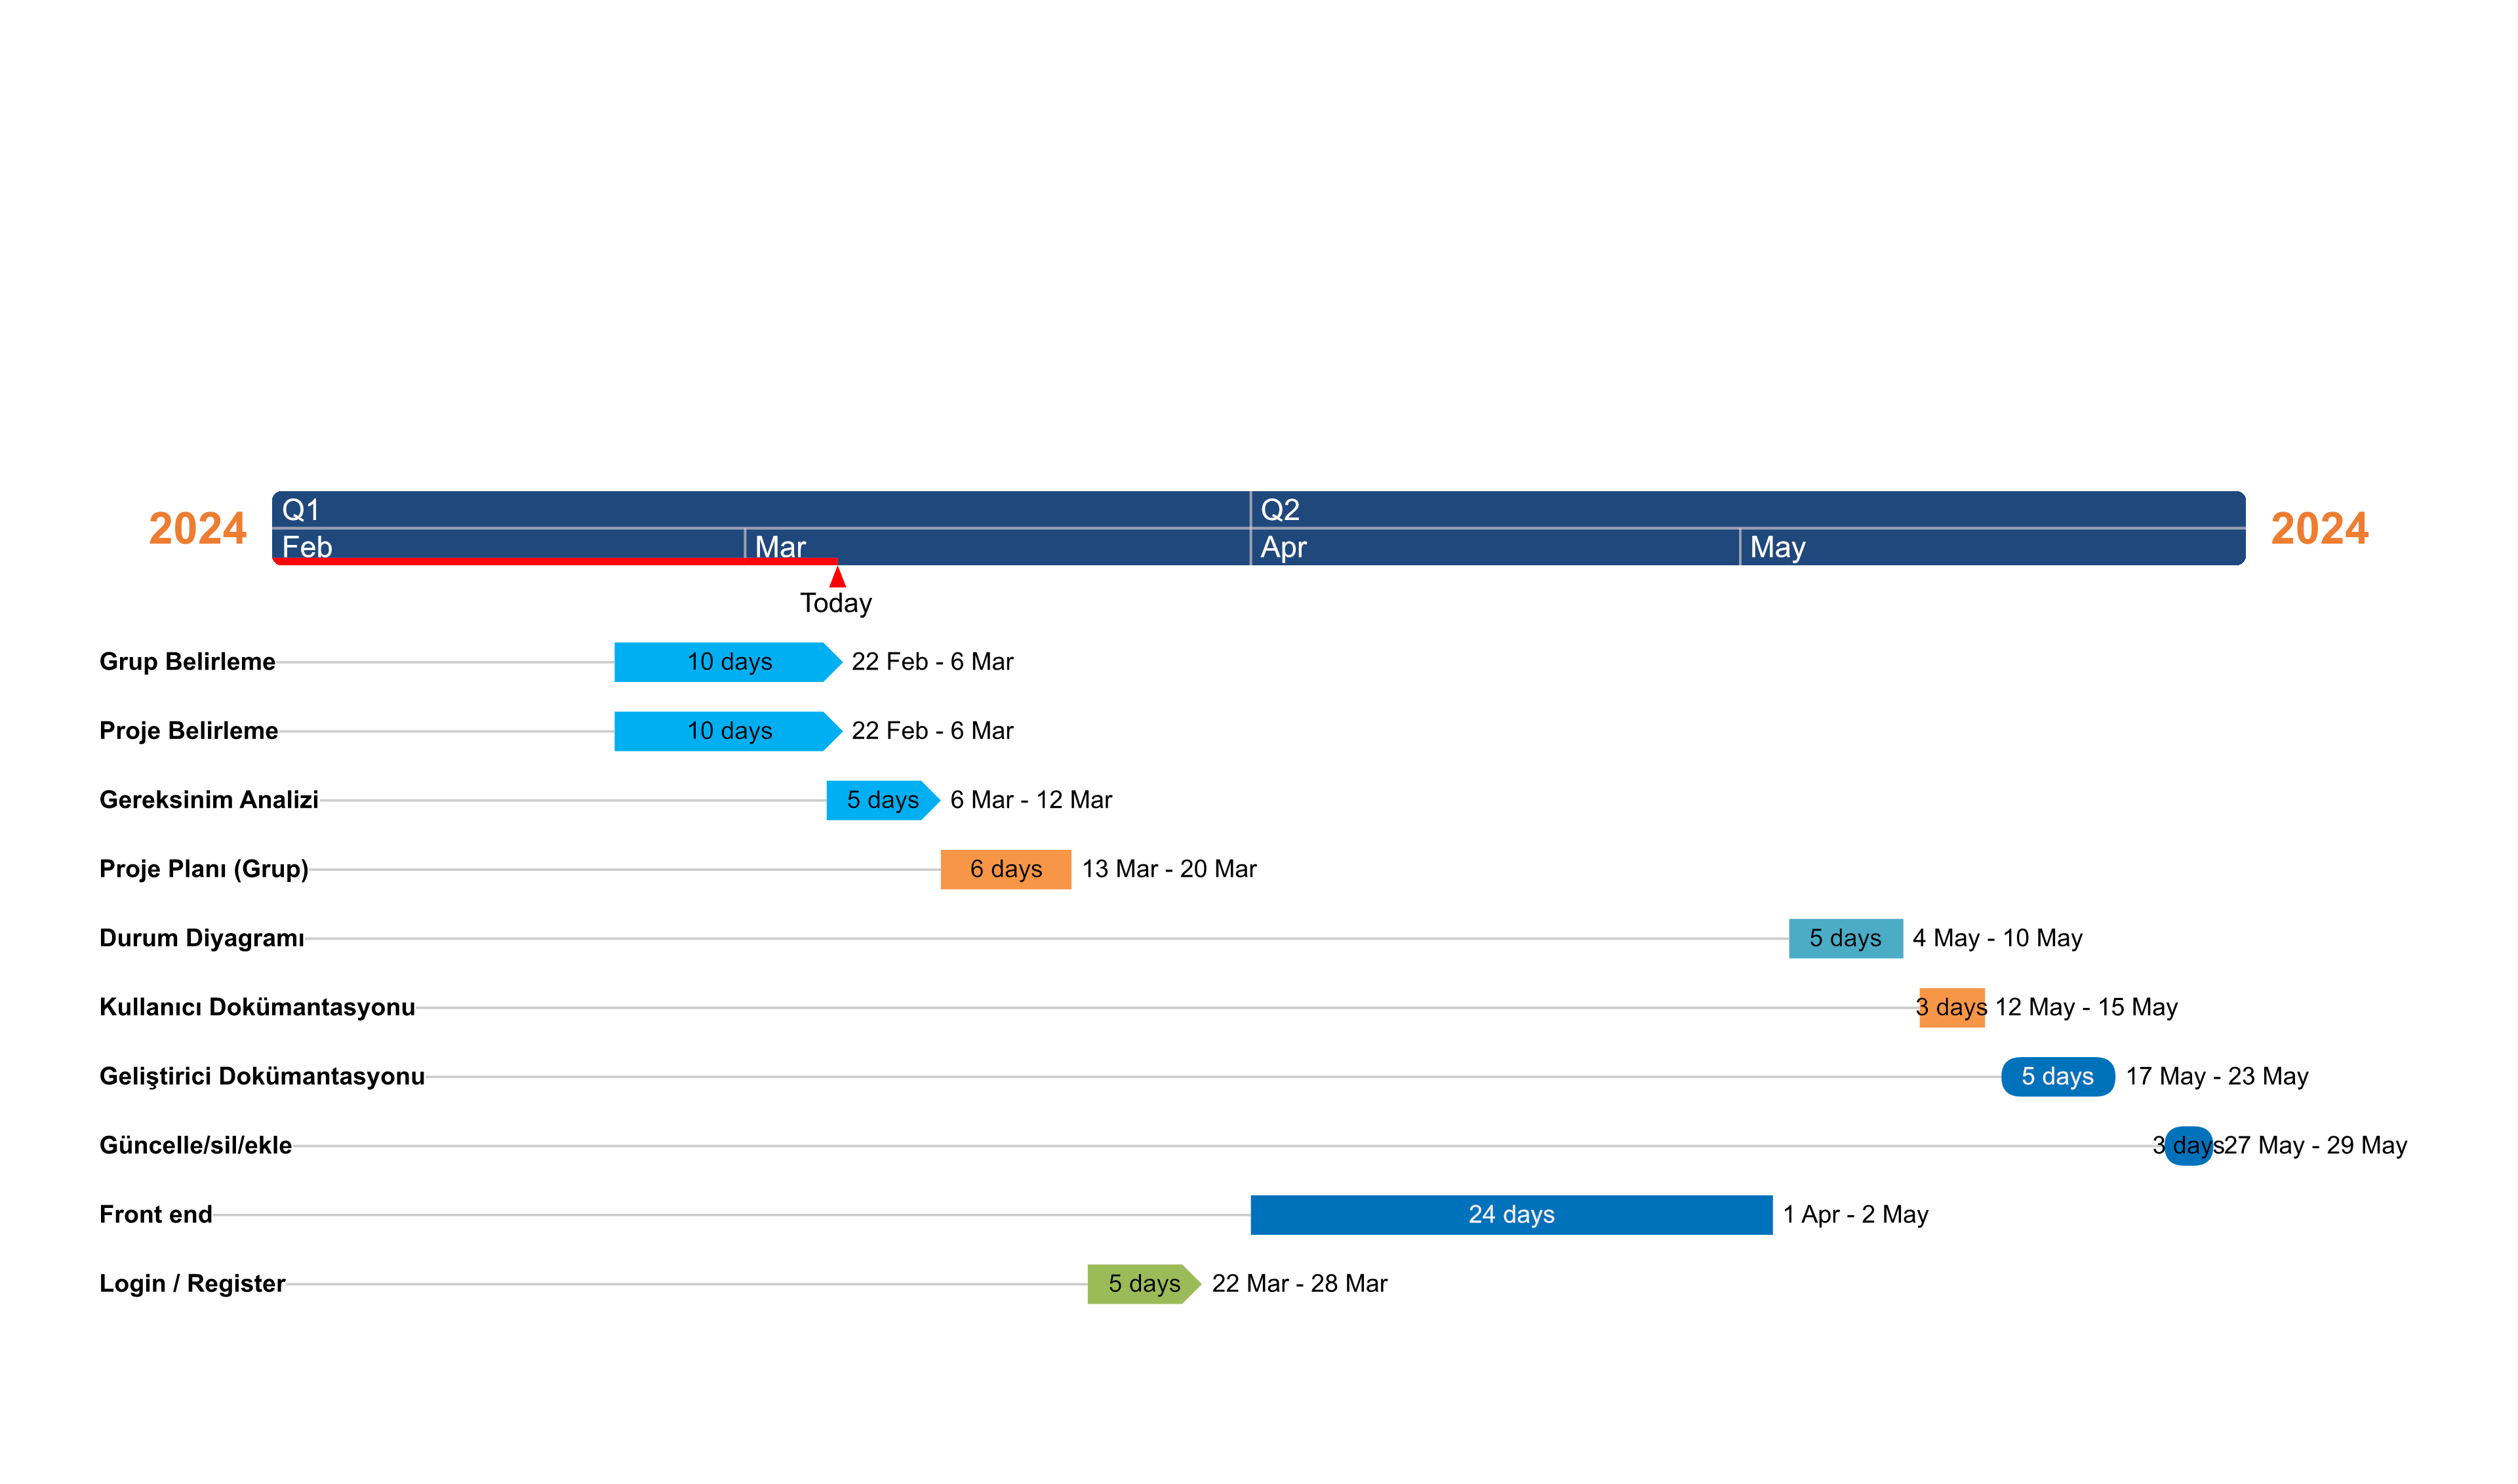 2024
Q1 Q2
Feb Mar Apr May
2024
Today
Grup Belirleme 10 days 22 Feb - 6 Mar
Proje Belirleme 10 days 22 Feb - 6 Mar
Gereksinim Analizi 5 days 6 Mar - 12 Mar
Proje Planı (Grup) 6 days 13 Mar - 20 Mar
Durum Diyagramı 5 days 4 May - 10 May
Kullanıcı Dokümantasyonu 3 days 12 May - 15 May
Geliştirici Dokümantasyonu 5 days 17 May - 23 May
Güncelle/sil/ekle 3 days 27 May - 29 May
Front end 24 days 1 Apr - 2 May
Login / Register 5 days 22 Mar - 28 Mar